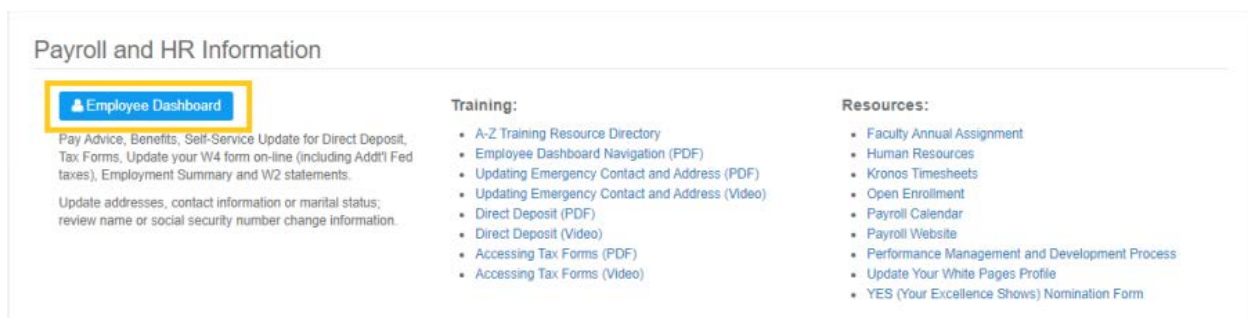 Payroll and HR Information
Employee Dashboard
Pay Advice, Benefits, Self-Service Update for Direct Deposit,
Tax Forms, Update your W4 form on-line (including Addt'l Fed
taxes), Employment Summary and W2 statements.
Update addresses, contact information or marital status;
review name or social security number change information.
Training:
A-Z Training Resource Directory
Employee Dashboard Navigation (PDF)
Updating Emergency Contact and Address (PDF)
Updating Emergency Contact and Address (Video)
Direct Deposit (PDF)
Direct Deposit (Video)
Accessing Tax Forms (PDF)
Accessing Tax Forms (Video)
Resources:
Faculty Annual Assignment
Human Resources
Kronos Timesheets
Open Enrollment
Payroll Calendar
Payroll Website
Performance Management and Development Process
Update Your White Pages Profile
YES (Your Excellence Shows) Nomination Form